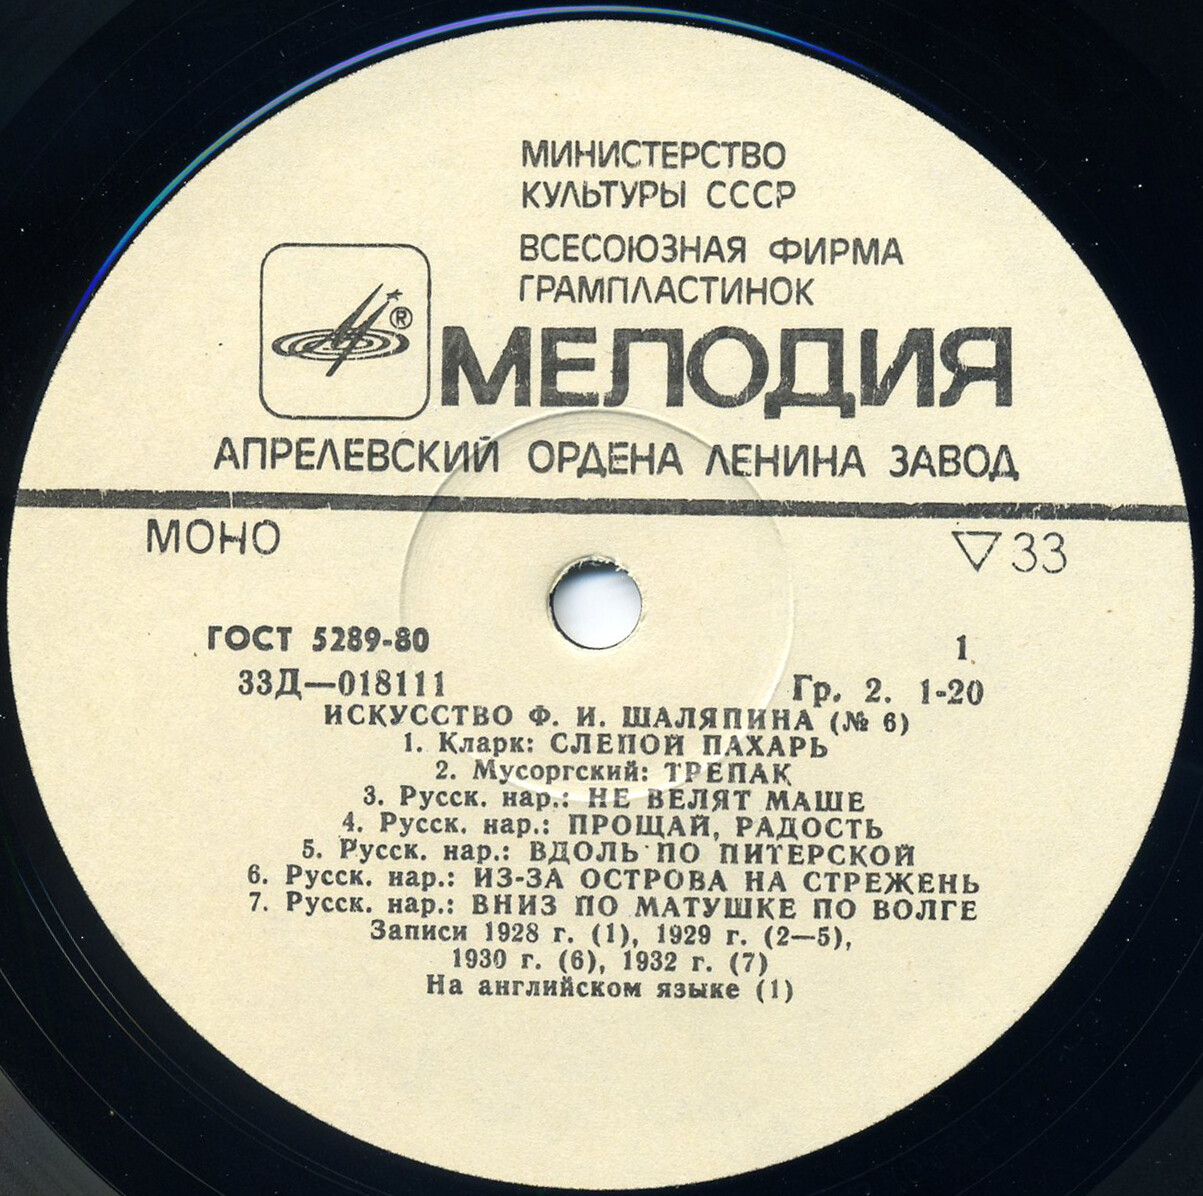 МИНИСТЕРСТВО
КУЛЬТУРЫ СССР
ВСЕСОЮЗНАЯ ФИРМА
ГРАМПЛАСТИНОК
®
МЕЛОДИЯ
АПРЕЛЕВСКИЙ ОРДЕНА ЛЕНИНА ЗАВОД
МОНО ▽33
ГОСТ 5289-80 1
33Д—018111 Гр. 2. 1-20
ИСКУССТВО Ф. И. ШАЛЯПИНА (№ 6)
1. Кларк: СЛЕПОЙ ПАХАРЬ
2. Мусоргский: ТРЕПАК
3. Русск. нар.: НЕ ВЕЛЯТ МАШЕ
4. Русск. нар.: ПРОЩАЙ, РАДОСТЬ
5. Русск. нар.: ВДОЛЬ ПО ПИТЕРСКОЙ
6. Русск. нар.: ИЗ-ЗА ОСТРОВА НА СТРЕЖЕНЬ
7. Русск. нар.: ВНИЗ ПО МАТУШКЕ ПО ВОЛГЕ
Записи 1928 г. (1), 1929 г. (2—5),
1930 г. (6), 1932 г. (7)
На английском языке (1)